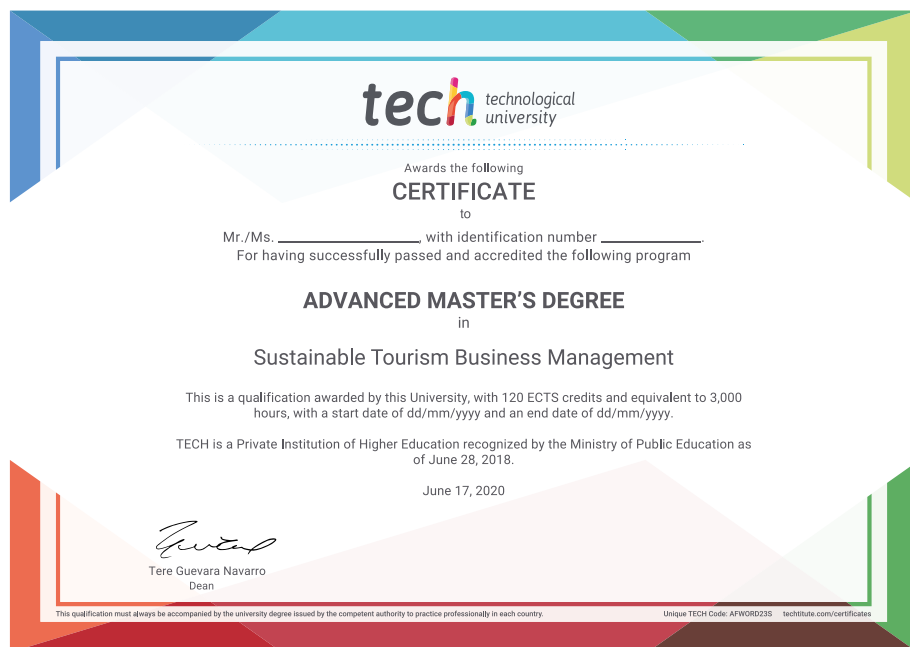 tech technological
university
Awards the following
CERTIFICATE
to
Mr./Ms. ____________, with identification number ____________.
For having successfully passed and accredited the following program
ADVANCED MASTER'S DEGREE
in
Sustainable Tourism Business Management
This is a qualification awarded by this University, with 120 ECTS credits and equivalent to 3,000
hours, with a start date of dd/mm/yyyy and an end date of dd/mm/yyyy.
TECH is a Private Institution of Higher Education recognized by the Ministry of Public Education as
of June 28, 2018.
June 17, 2020
Tere Guevara Navarro
Dean
This qualification must always be accompanied by the university degree issued by the competent authority to practice professionally in each country.
Unique TECH Code: AFWORD23S techtitute.com/certificates